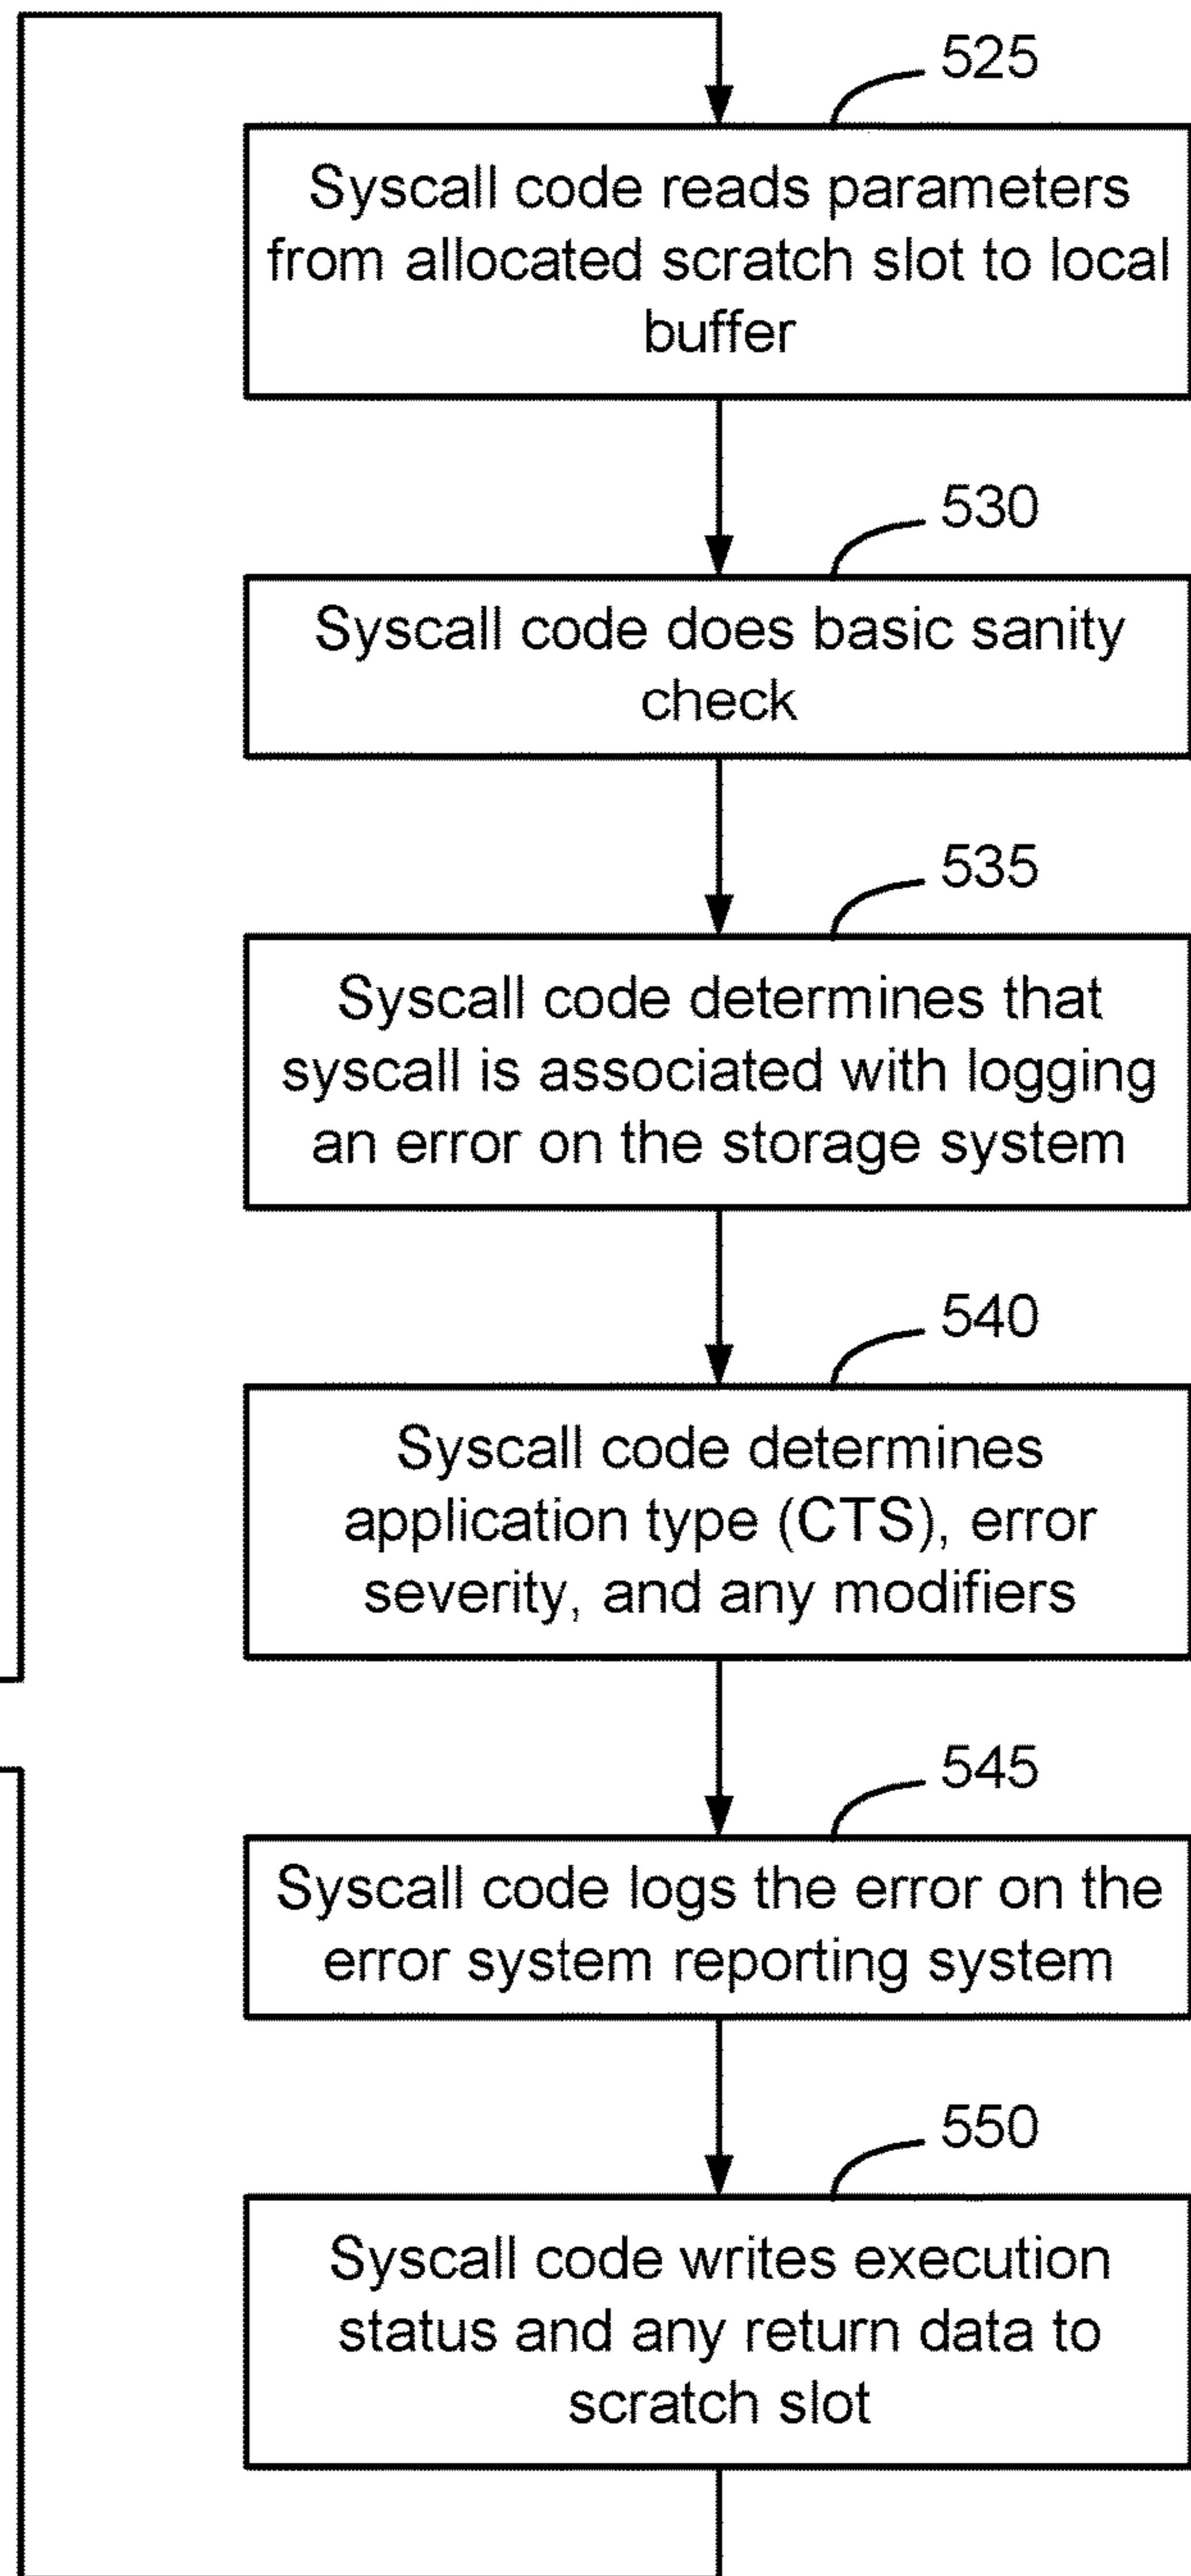 525
Syscall code reads parameters
from allocated scratch slot to local
buffer
530
Syscall code does basic sanity
check
535
Syscall code determines that
syscall is associated with logging
an error on the storage system
540
Syscall code determines
application type (CTS), error
severity, and any modifiers
545
Syscall code logs the error on the
error system reporting system
550
Syscall code writes execution
status and any return data to
scratch slot